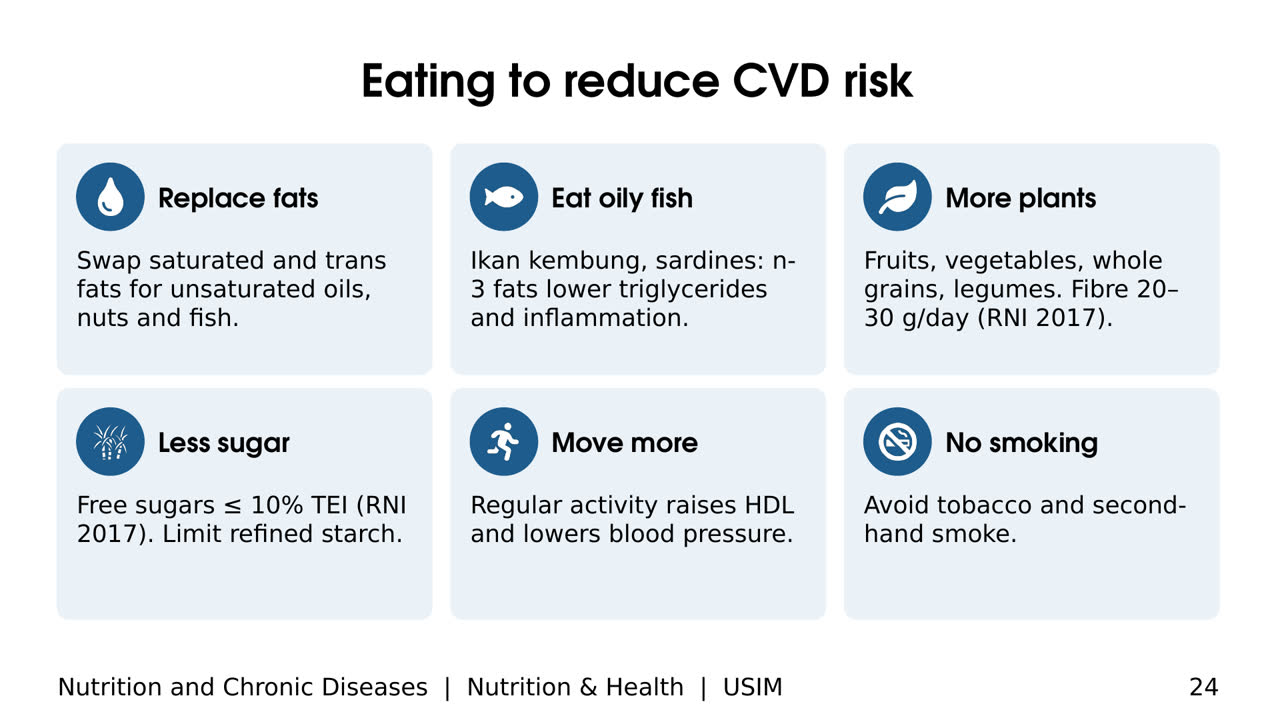 Eating to reduce CVD risk
Replace fats
Swap saturated and trans
fats for unsaturated oils,
nuts and fish.
Eat oily fish
Ikan kembung, sardines: n-
3 fats lower triglycerides
and inflammation.
More plants
Fruits, vegetables, whole
grains, legumes. Fibre 20–
30 g/day (RNI 2017).
Less sugar
Free sugars ≤ 10% TEI (RNI
2017). Limit refined starch.
Move more
Regular activity raises HDL
and lowers blood pressure.
No smoking
Avoid tobacco and second-
hand smoke.
Nutrition and Chronic Diseases | Nutrition & Health | USIM
24